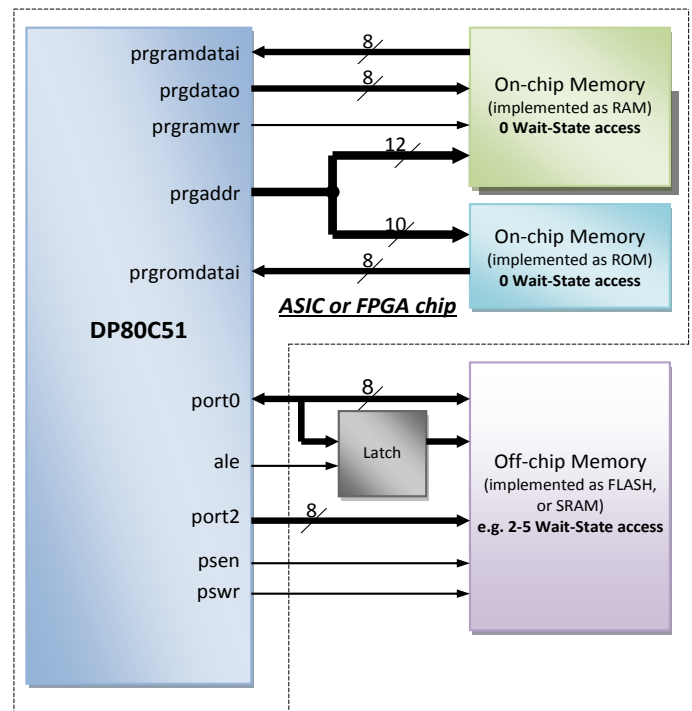 prgramdatai
8
prgdatao
8
prgramwr
On-chip Memory
(implemented as RAM)
0 Wait-State access
12
prgaddr
10
prgromdatai
8
On-chip Memory
(implemented as ROM)
0 Wait-State access
ASIC or FPGA chip
DP80C51
port0
8
Latch
ale
port2
8
psen
pswr
Off-chip Memory
(implemented as FLASH,
or SRAM)
e.g. 2-5 Wait-State access